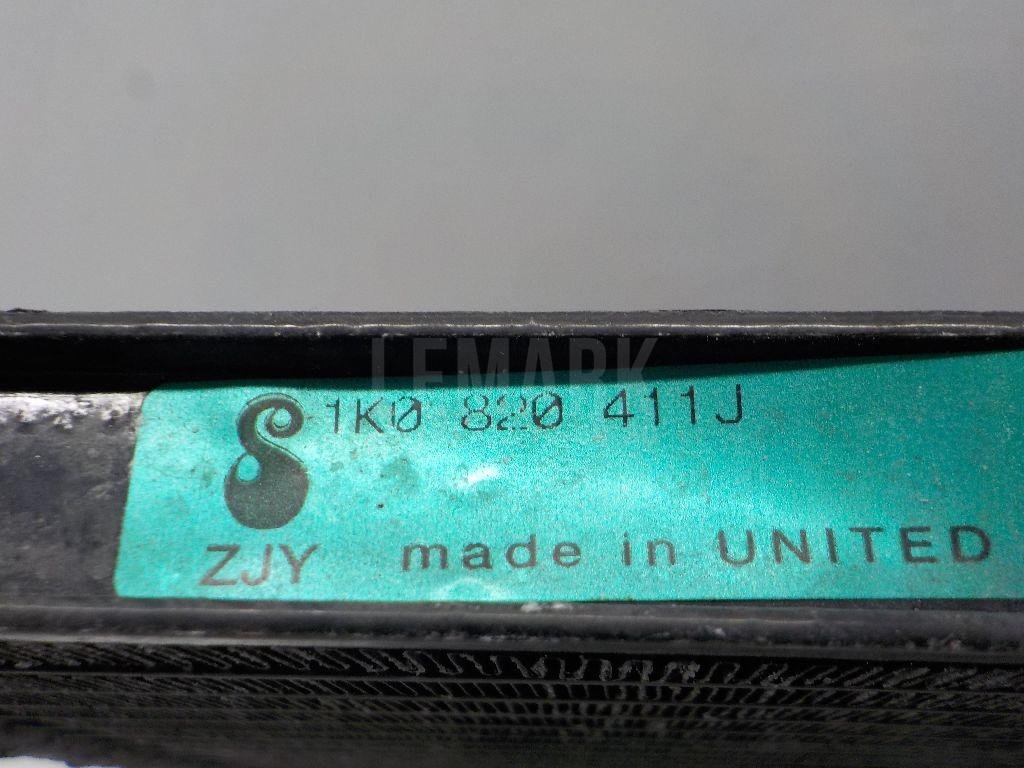 LEMARK
1K0 820 411J
ZJY made in UNITED